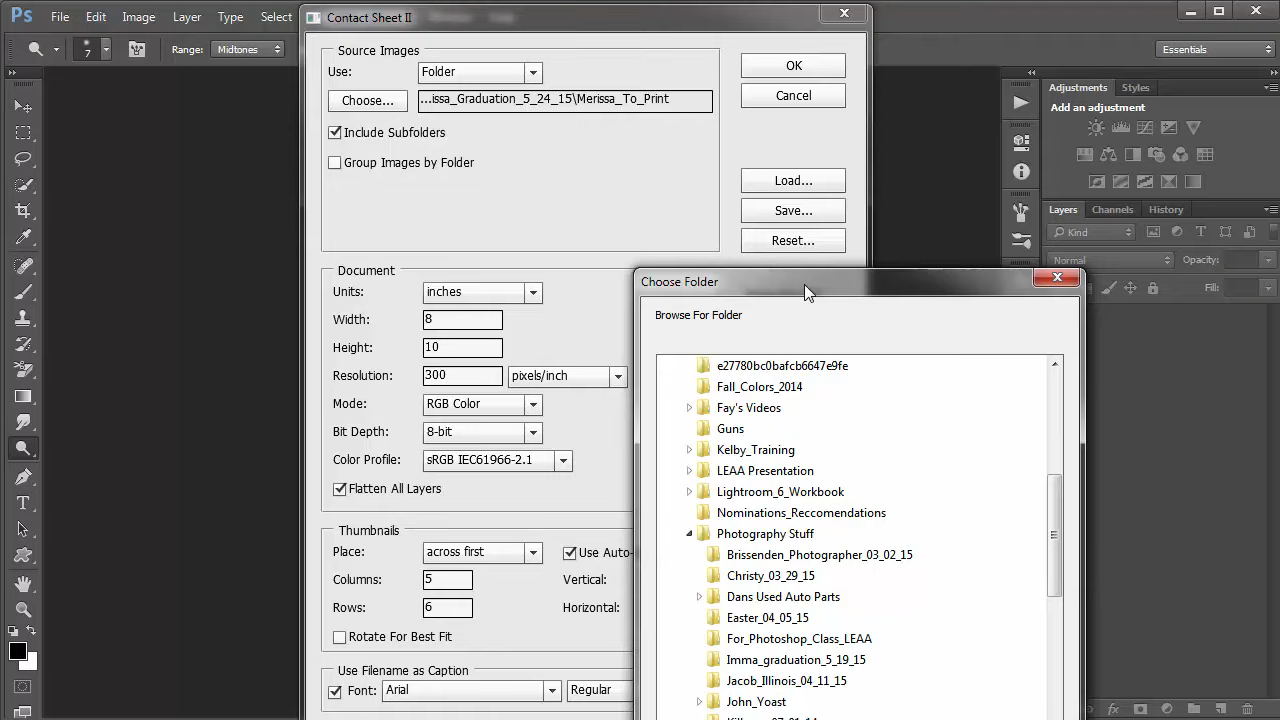 Ps File Edit Image Layer Type Select
Contact Sheet II
7 Range: Midtones
Essentials
Source Images
Use: Folder
OK
Choose... ...issa_Graduation_5_24_15\Merissa_To_Print
Cancel
Include Subfolders
Group Images by Folder
Load...
Save...
Reset...
Adjustments Styles
Add an adjustment
Layers Channels History
Kind
Normal Opacity:
Fill:
Document
Units: inches
Width: 8
Height: 10
Resolution: 300 pixels/inch
Mode: RGB Color
Bit Depth: 8-bit
Color Profile: sRGB IEC61966-2.1
Flatten All Layers
Thumbnails
Place: across first Use Auto-
Columns: 5 Vertical:
Rows: 6 Horizontal:
Rotate For Best Fit
Use Filename as Caption
Font: Arial Regular
Choose Folder
Browse For Folder
e27780bc0bafcb6647e9fe
Fall_Colors_2014
Fay's Videos
Guns
Kelby_Training
LEAA Presentation
Lightroom_6_Workbook
Nominations_Reccomendations
Photography Stuff
Brissenden_Photographer_03_02_15
Christy_03_29_15
Dans Used Auto Parts
Easter_04_05_15
For_Photoshop_Class_LEAA
Imma_graduation_5_19_15
Jacob_Illinois_04_11_15
John_Yoast